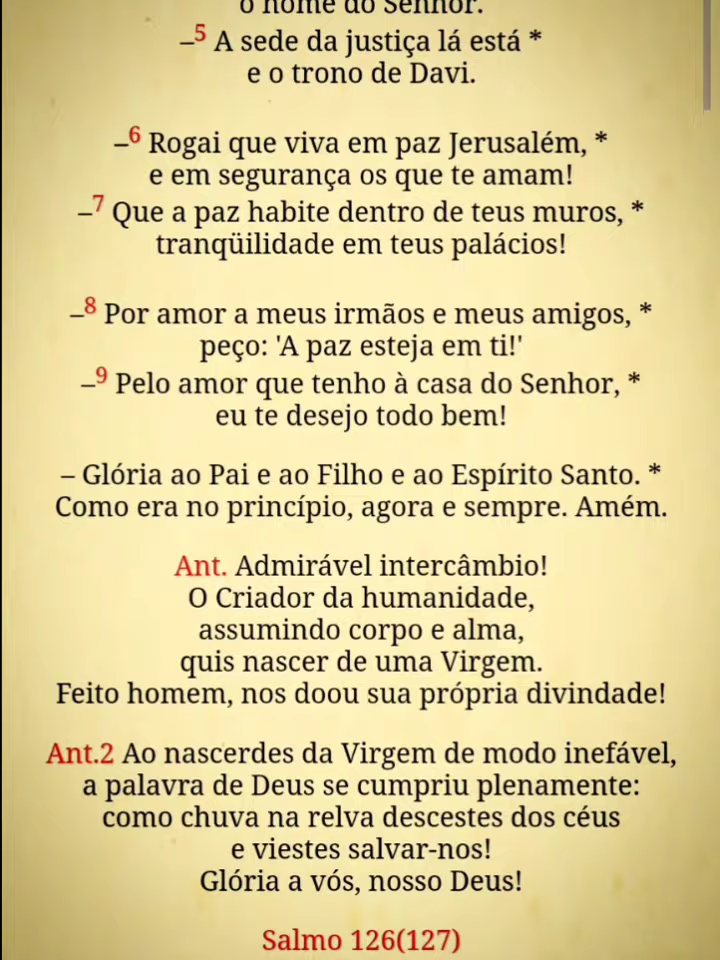 o nome do Senhor.
–5 A sede da justiça lá está *
e o trono de Davi.
–6 Rogai que viva em paz Jerusalém, *
e em segurança os que te amam!
–7 Que a paz habite dentro de teus muros, *
tranqüilidade em teus palácios!
–8 Por amor a meus irmãos e meus amigos, *
peço: 'A paz esteja em ti!'
–9 Pelo amor que tenho à casa do Senhor, *
eu te desejo todo bem!
– Glória ao Pai e ao Filho e ao Espírito Santo. *
Como era no princípio, agora e sempre. Amém.
Ant. Admirável intercâmbio!
O Criador da humanidade,
assumindo corpo e alma,
quis nascer de uma Virgem.
Feito homem, nos doou sua própria divindade!
Ant.2 Ao nascerdes da Virgem de modo inefável,
a palavra de Deus se cumpriu plenamente:
como chuva na relva descestes dos céus
e viestes salvar-nos!
Glória a vós, nosso Deus!
Salmo 126(127)